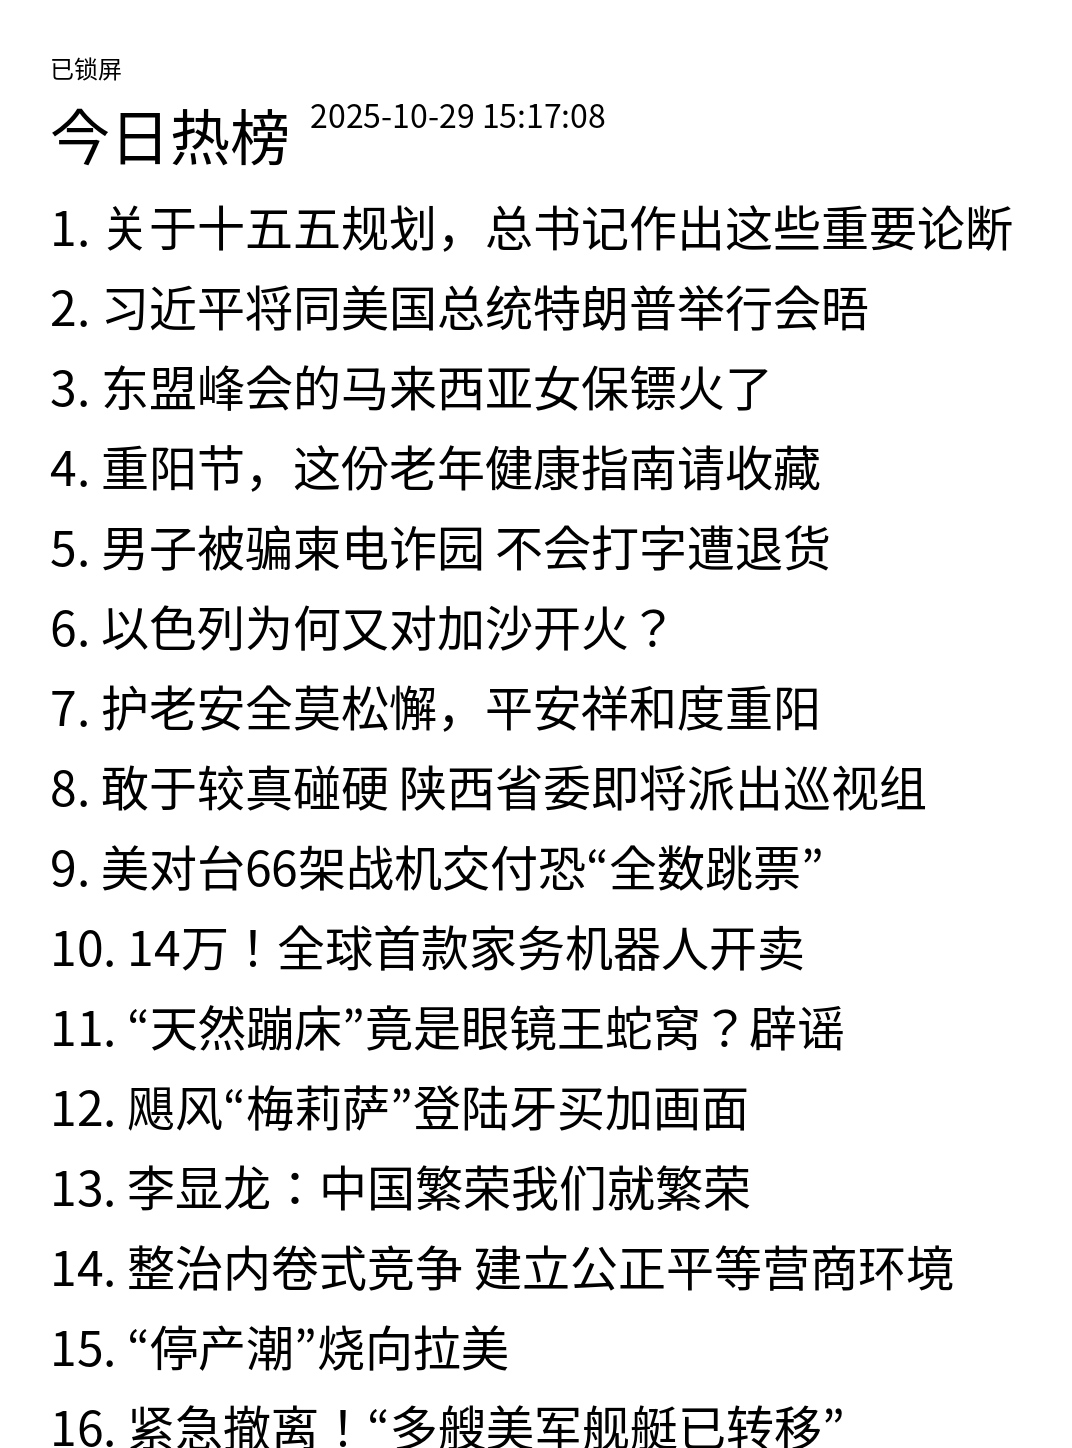 已锁屏
今日热榜 2025-10-29 15:17:08
1. 关于十五五规划，总书记作出这些重要论断
2. 习近平将同美国总统特朗普举行会晤
3. 东盟峰会的马来西亚女保镖火了
4. 重阳节，这份老年健康指南请收藏
5. 男子被骗柬电诈园 不会打字遭退货
6. 以色列为何又对加沙开火？
7. 护老安全莫松懈，平安祥和度重阳
8. 敢于较真碰硬 陕西省委即将派出巡视组
9. 美对台66架战机交付恐“全数跳票”
10. 14万！全球首款家务机器人开卖
11. “天然蹦床”竟是眼镜王蛇窝？辟谣
12. 飓风“梅莉萨”登陆牙买加画面
13. 李显龙：中国繁荣我们就繁荣
14. 整治内卷式竞争 建立公正平等营商环境
15. “停产潮”烧向拉美
16. 紧急撤离！“多艘美军舰艇已转移”